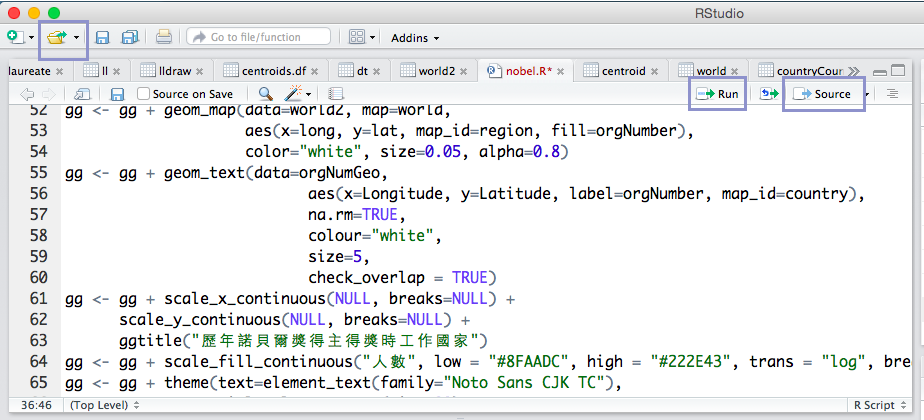 RStudio
Go to file/function
Addins
laureate ll lldraw centroids.df dt world2 nobel.R* centroid world countryCour
Source on Save Run Source
52 gg <- gg + geom_map(data=world2, map=world,
53 aes(x=long, y=lat, map_id=region, fill=orgNumber),
54 color="white", size=0.05, alpha=0.8)
55 gg <- gg + geom_text(data=orgNumGeo,
56 aes(x=Longitude, y=Latitude, label=orgNumber, map_id=country),
57 na.rm=TRUE,
58 colour="white",
59 size=5,
60 check_overlap = TRUE)
61 gg <- gg + scale_x_continuous(NULL, breaks=NULL) +
62 scale_y_continuous(NULL, breaks=NULL) +
63 ggtitle("歷年諾貝爾獎得主得獎時工作國家")
64 gg <- gg + scale_fill_continuous("人數", low = "#8FAADC", high = "#222E43", trans = "log", brea
65 gg <- gg + theme(text=element_text(family="Noto Sans CJK TC"),
36:46 (Top Level) R Script